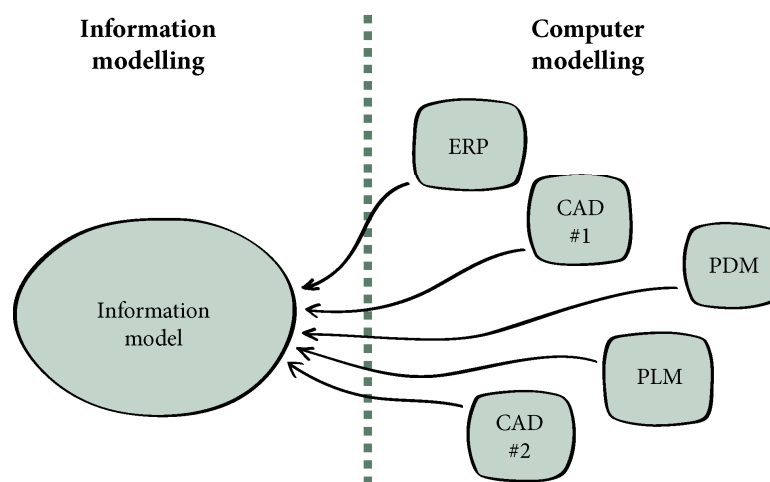 Information
modelling
Computer
modelling
ERP
CAD
#1
PDM
Information
model
PLM
CAD
#2